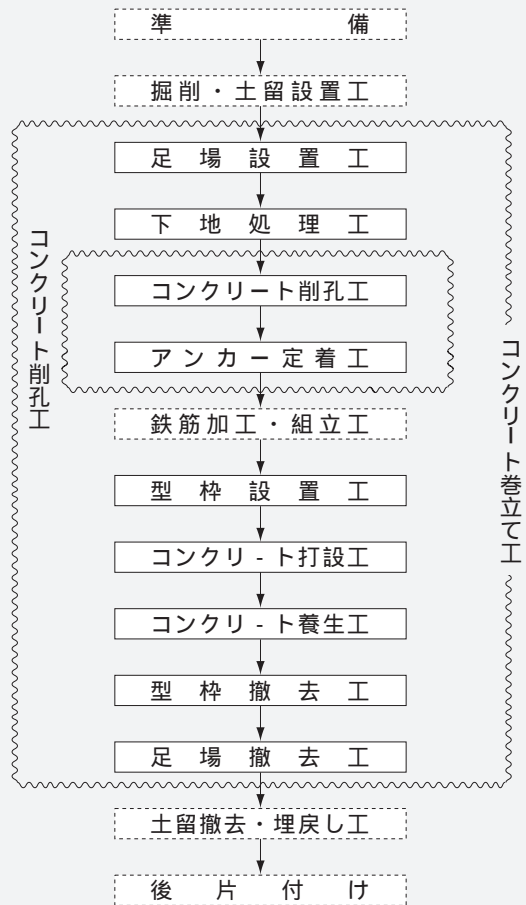 準備
掘削・土留設置工
足場設置工
下地処理工
コンクリート削孔工
コンクリート削孔工
アンカー定着工
コンクリート巻立て工
鉄筋加工・組立工
型枠設置工
コンクリ-ト打設工
コンクリ-ト養生工
型枠撤去工
足場撤去工
土留撤去・埋戻し工
後片付け